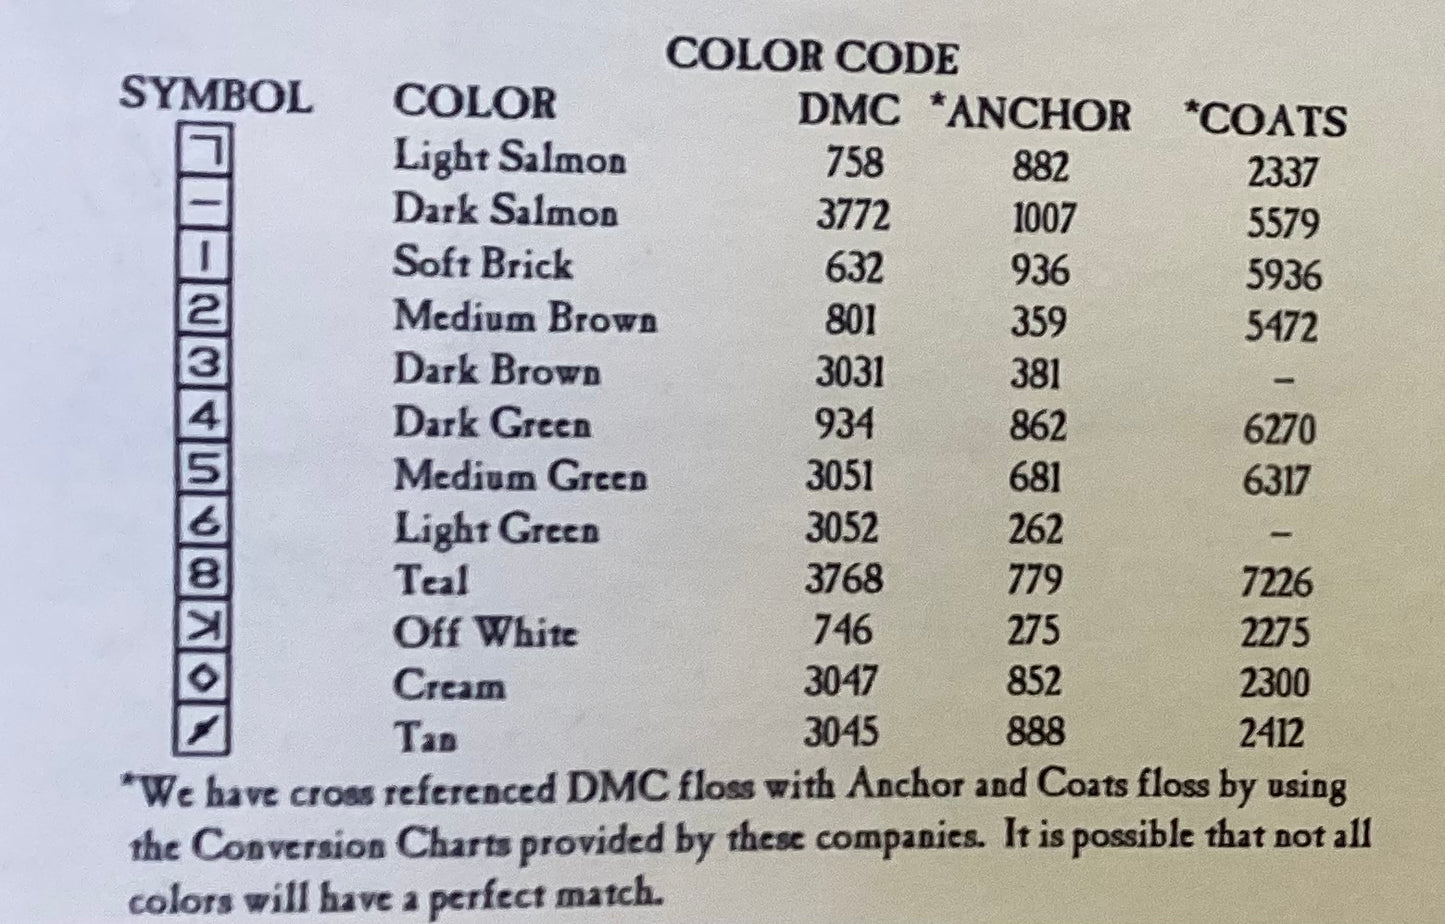 COLOR CODE
SYMBOL COLOR DMC *ANCHOR *COATS
ㄱ Light Salmon 758 882 2337
— Dark Salmon 3772 1007 5579
| Soft Brick 632 936 5936
2 Medium Brown 801 359 5472
3 Dark Brown 3031 381 –
4 Dark Green 934 862 6270
5 Medium Green 3051 681 6317
6 Light Green 3052 262 –
8 Teal 3768 779 7226
Off White 746 275 2275
◇ Cream 3047 852 2300
Tan 3045 888 2412
*We have cross referenced DMC floss with Anchor and Coats floss by using
the Conversion Charts provided by these companies. It is possible that not all
colors will have a perfect match.